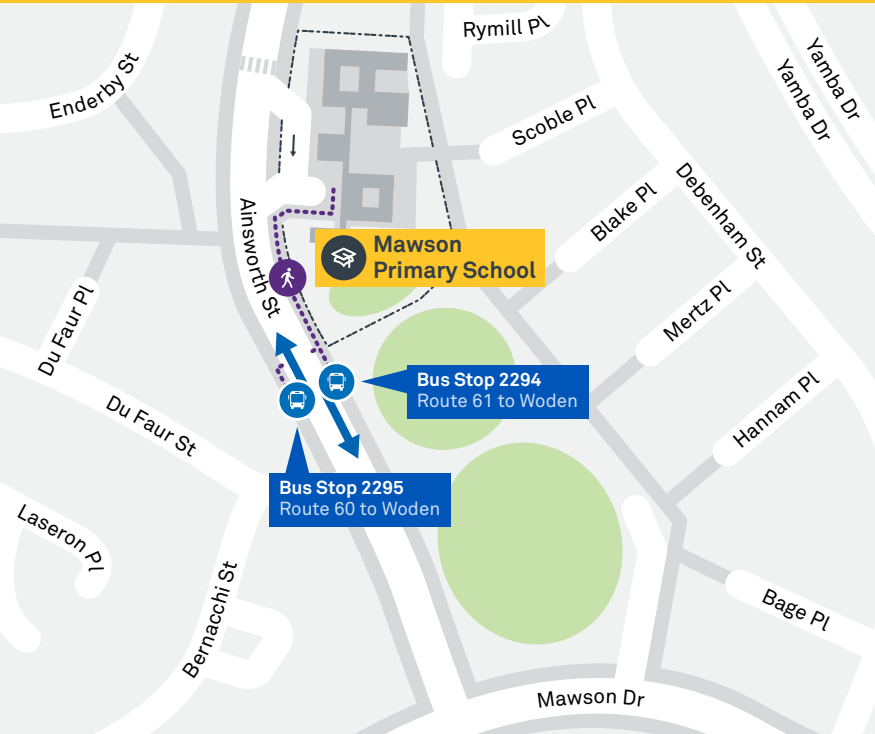 Rymill Pl
Yamba Dr
Yamba Dr
Enderby St
Scoble Pl
Debenham St
Blake Pl
Ainsworth St
Mawson
Primary School
Du Faur Pl
Mertz Pl
Bus Stop 2294
Route 61 to Woden
Hannam Pl
Du Faur St
Bus Stop 2295
Route 60 to Woden
Laseron Pl
Bernacchi St
Bage Pl
Mawson Dr